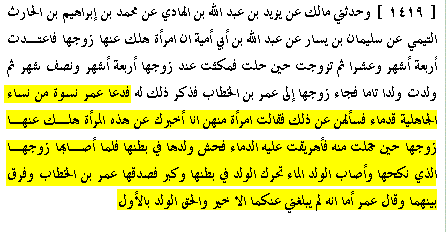 [ ١٤١٩ ] وحدثني مالك عن يزيد بن عبد الله بن الهادي عن محمد بن إبراهيم بن الحارث
التيمي عن سليمان بن يسار عن عبد الله بن أبي أمية ان امرأة هلك عنها زوجها فاعتــدت
أربعة أشهر وعشرا ثم تزوجت حين حلت فمكثت عند زوجها أربعة أشهر ونصف شهر ثم
ولدت ولدا تاما فجاء زوجها إلى عمر بن الخطاب فذكر ذلك له فدعا عمر نسوة من نساء
الجاهلية قدماء فسألهن عن ذلك فقالت امرأة منهن انا أخبرك عن هذه المرأة هلــك عنهــا
زوجها حين حملت منه فأهريقت عليه الدماء فحش ولدها في بطنها فلما أصــابها زوجهــا
الذي نكحها وأصاب الولد الماء تحرك الولد في بطنها وكبر فصدقها عمر بن الخطاب وفرق
بينهما وقال عمر أما انه لم يبلغني عنكما الا خير والحق الولد بالأول